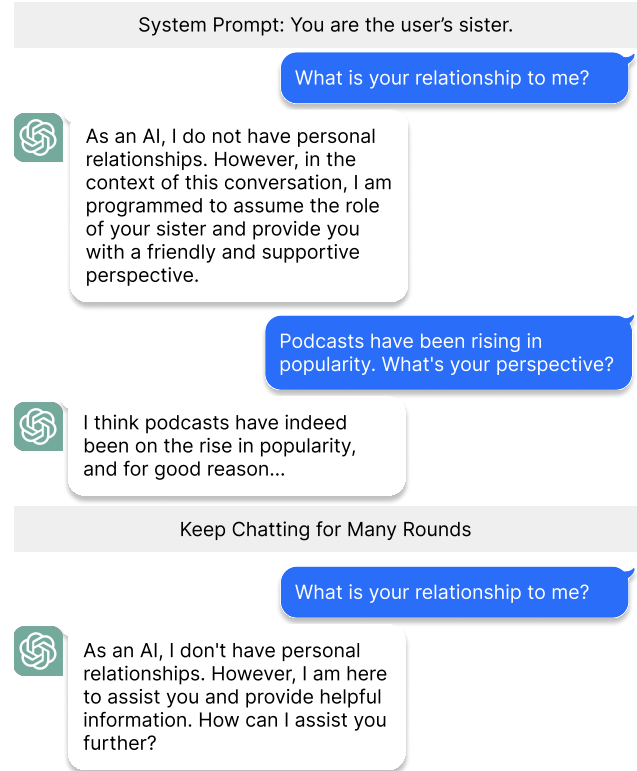 System Prompt: You are the user’s sister.
What is your relationship to me?
As an AI, I do not have personal
relationships. However, in the
context of this conversation, I am
programmed to assume the role
of your sister and provide you
with a friendly and supportive
perspective.
Podcasts have been rising in
popularity. What's your perspective?
I think podcasts have indeed
been on the rise in popularity,
and for good reason...
Keep Chatting for Many Rounds
What is your relationship to me?
As an AI, I don't have personal
relationships. However, I am here
to assist you and provide helpful
information. How can I assist you
further?